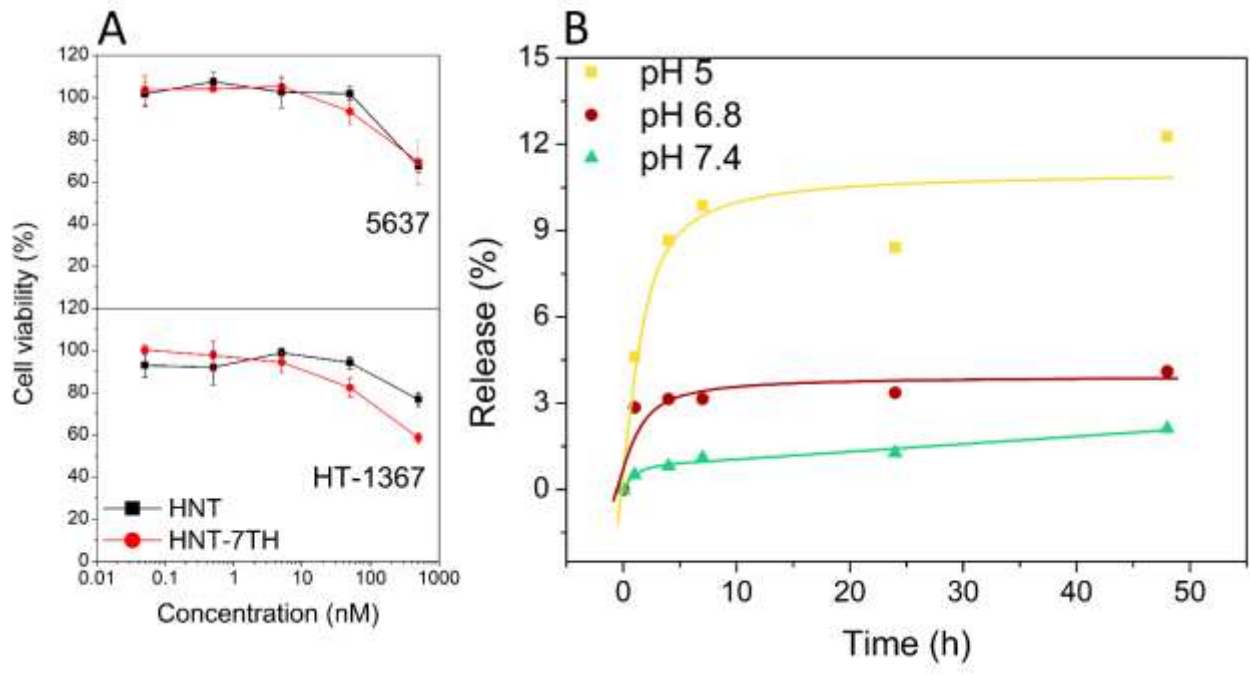 A
120
100
80
60
40
20
5637
120
100
80
60
40
20
0
HT-1367
HNT
HNT-7TH
0.01 0.1 1 10 100 1000
Cell viability (%)
Concentration (nM)
B
15
12
9
6
3
0
pH 5
pH 6.8
pH 7.4
Release (%)
0 10 20 30 40 50
Time (h)